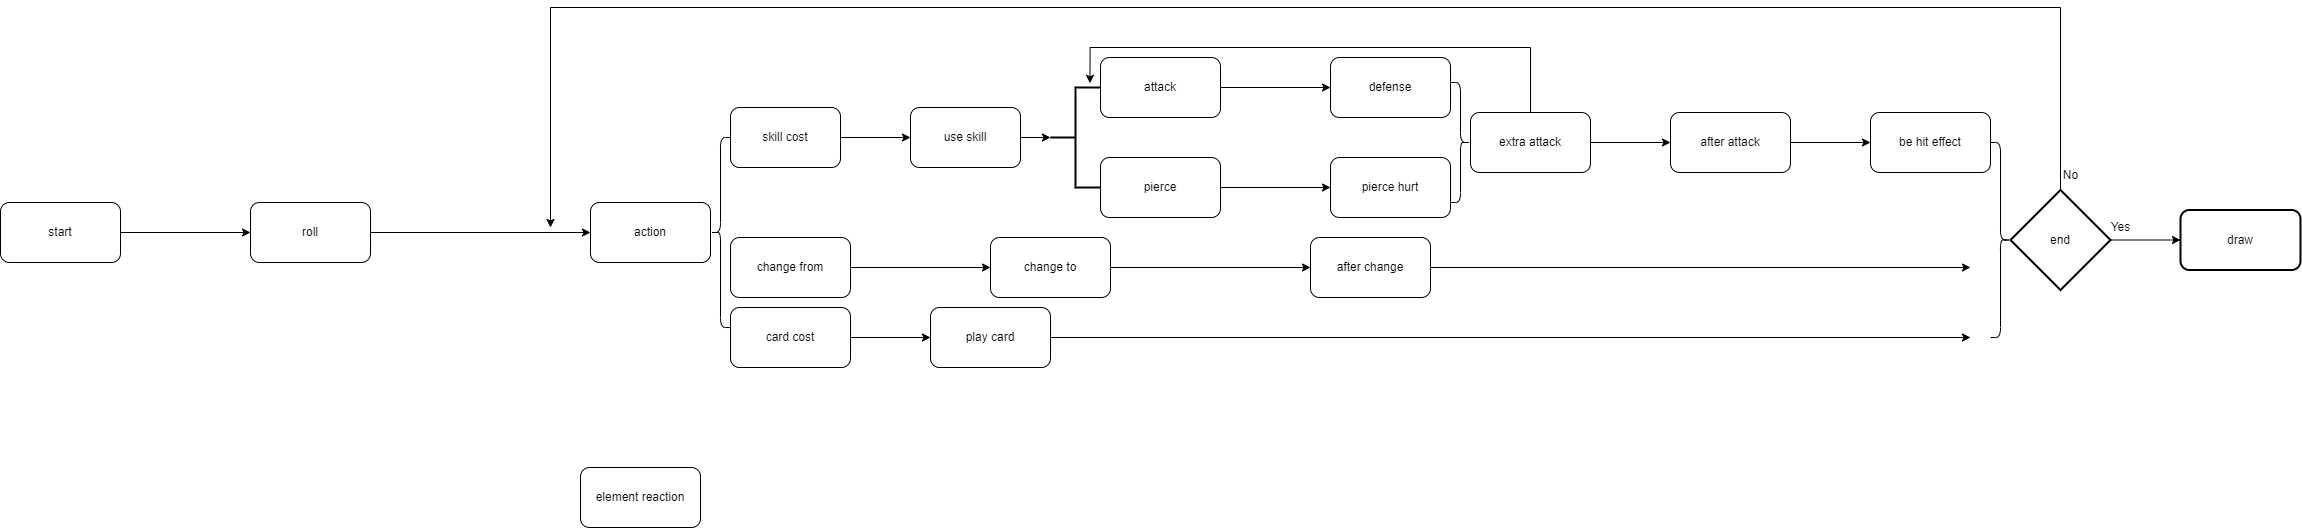 attack
defense
skill cost
use skill
extra attack
after attack
be hit effect
No
pierce
pierce hurt
start
roll
action
Yes
end
draw
change from
change to
after change
card cost
play card
element reaction